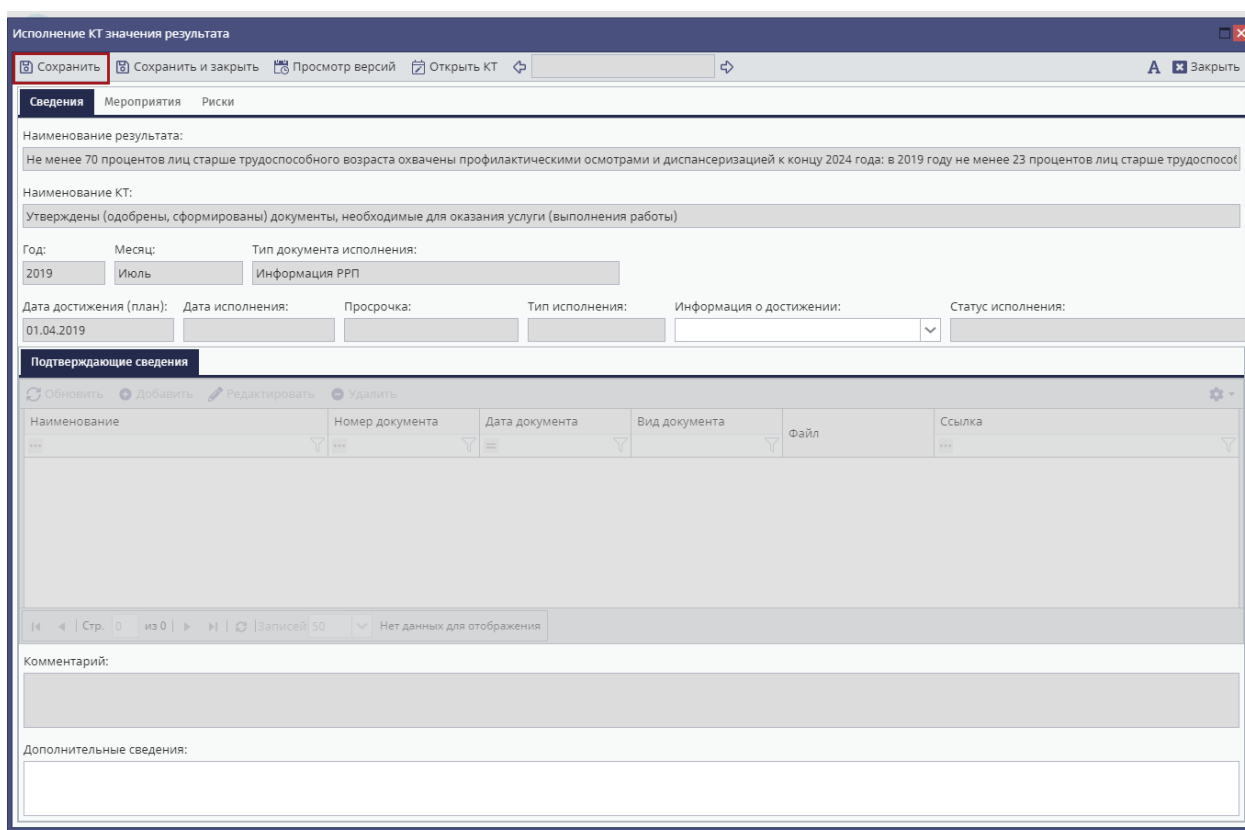 Исполнение КТ значения результата
Сохранить Сохранить и закрыть Просмотр версий Открыть КТ A Закрыть
Сведения Мероприятия Риски
Наименование результата:
Не менее 70 процентов лиц старше трудоспособного возраста охвачены профилактическими осмотрами и диспансеризацией к концу 2024 года: в 2019 году не менее 23 процентов лиц старше трудоспособ
Наименование КТ:
Утверждены (одобрены, сформированы) документы, необходимые для оказания услуги (выполнения работы)
Год: Месяц: Тип документа исполнения:
2019 Июль Информация РРП
Дата достижения (план): Дата исполнения: Просрочка: Тип исполнения: Информация о достижении: Статус исполнения:
01.04.2019
Подтверждающие сведения
Обновить Добавить Редактировать Удалить
Наименование Номер документа Дата документа Вид документа Файл Ссылка
Стр. 0 из 0 Записей 50 Нет данных для отображения
Комментарий:
Дополнительные сведения: